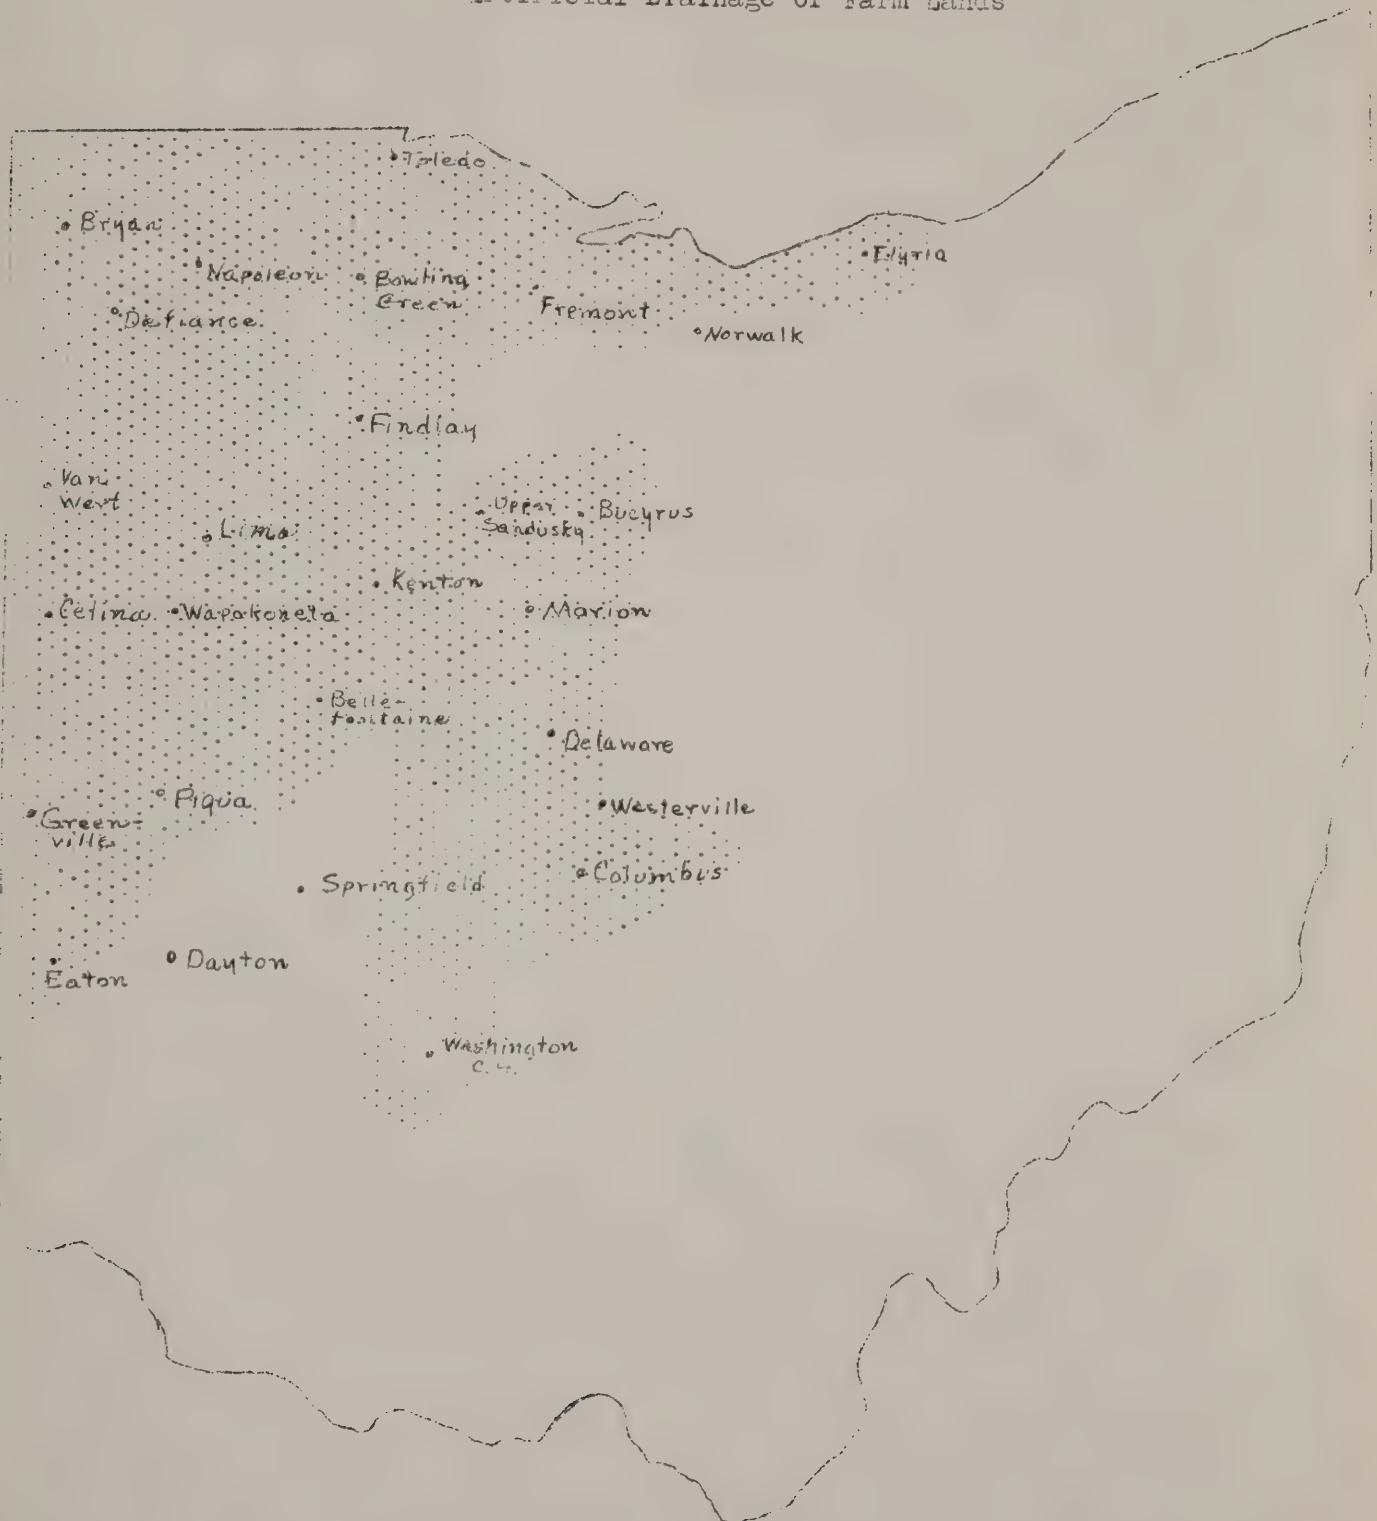 Artificial Drainage of Farm Lands
Toledo
Bryan
Napoleon
Bowling
Green
Elyria
Defiance
Fremont
Norwalk
Findlay
Van
Wert
Upper
Sandusky
Bucyrus
Lima
Kenton
Celina
Wapakoneta
Marion
Belle-
fontaine
Delaware
Piqua
Westerville
Green-
ville
Columbus
Springfield
Dayton
Eaton
Washington
C.H.